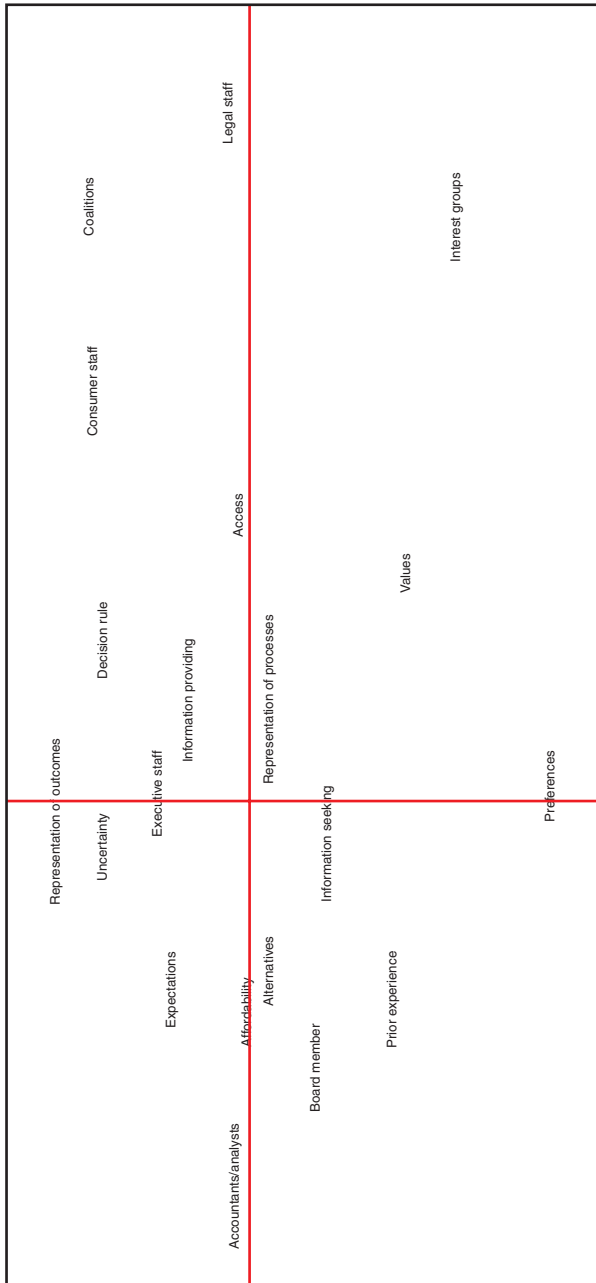 Representation of outcomes
Coalitions
Consumer staff
Uncertainty
Decision rule
Executive staff
Expectations
Information providing
Legal staff
Accountants/analysts
Access
Affordability
Alternatives
Representation of processes
Board member
Information seeking
Prior experience
Values
Interest groups
Preferences